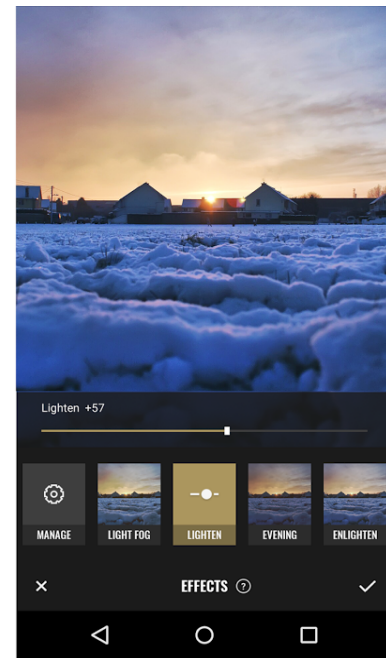 Lighten +57
MANAGE
LIGHT FOG
LIGHTEN
EVENING
ENLIGHTEN
EFFECTS ?